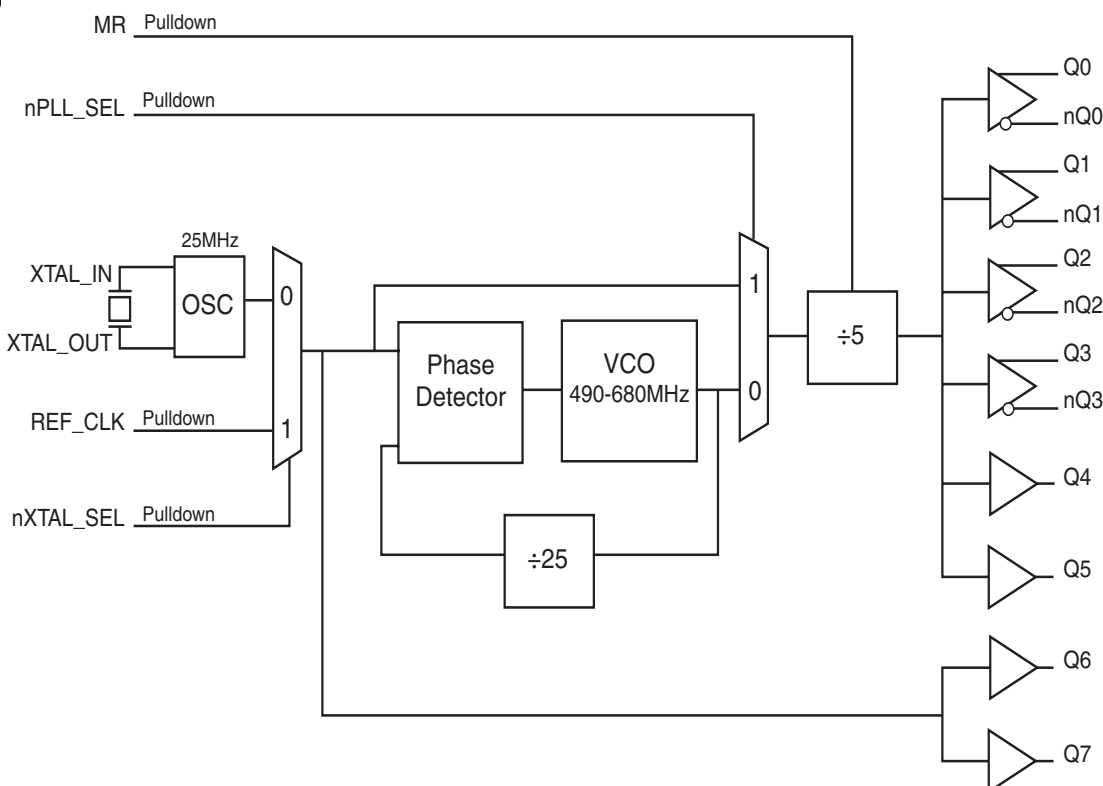 MR Pulldown
nPLL_SEL Pulldown
25MHz
XTAL_IN
OSC
XTAL_OUT
REF_CLK Pulldown
nXTAL_SEL Pulldown
0
1
Phase
Detector
VCO
490-680MHz
÷25
1
0
÷5
Q0
nQ0
Q1
nQ1
Q2
nQ2
Q3
nQ3
Q4
Q5
Q6
Q7